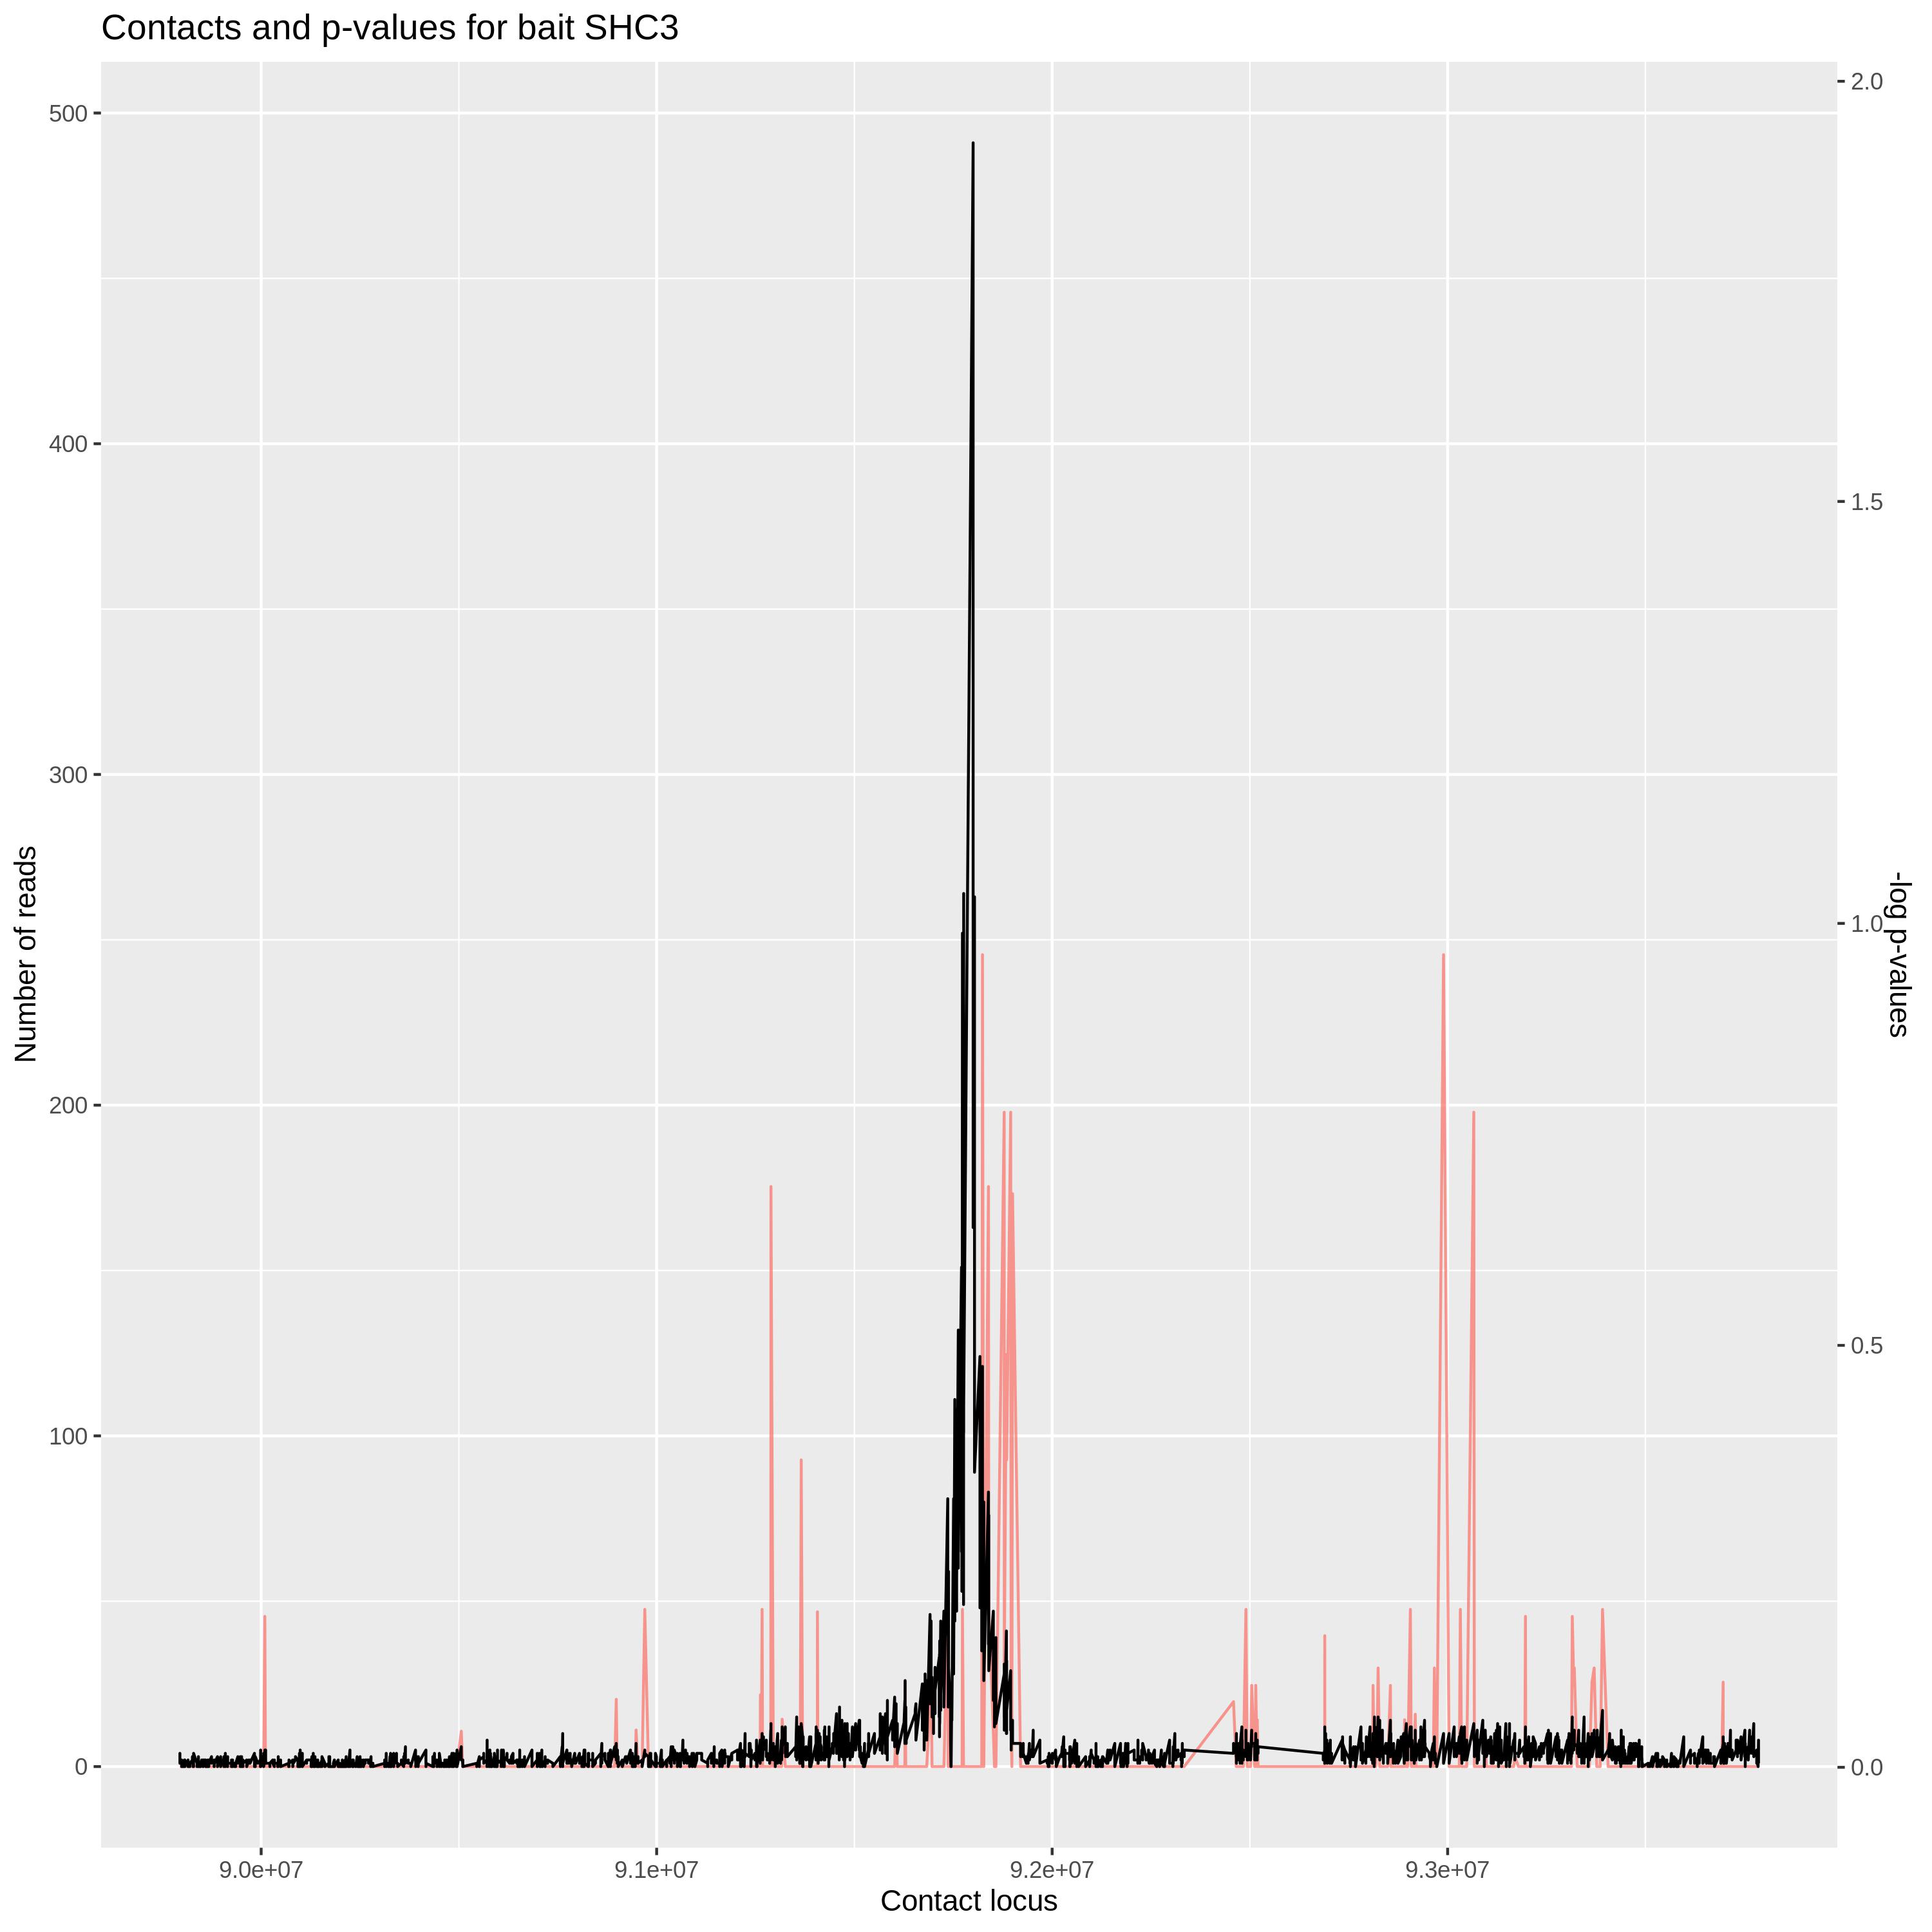 Contacts and p-values for bait SHC3
500
400
300
200
100
0
Number of reads
2.0
1.5
1.0
0.5
0.0
-log p-values
9.0e+07 9.1e+07 9.2e+07 9.3e+07
Contact locus